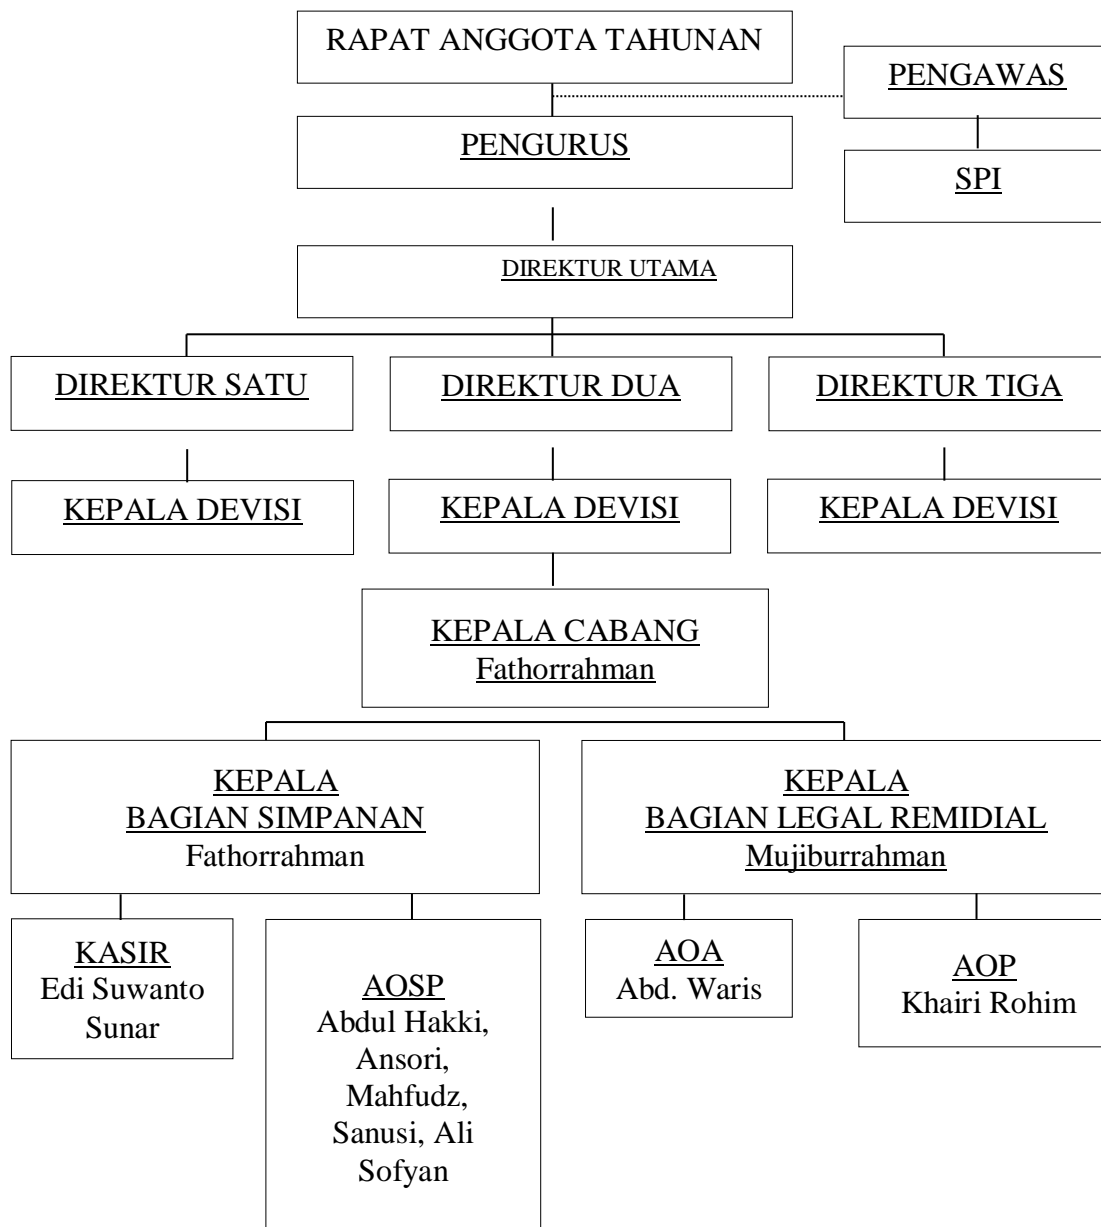 RAPAT ANGGOTA TAHUNAN
PENGAWAS
PENGURUS
SPI
DIREKTUR UTAMA
DIREKTUR SATU
DIREKTUR DUA
DIREKTUR TIGA
KEPALA DEVISI
KEPALA DEVISI
KEPALA DEVISI
KEPALA CABANG
Fathorrahman
KEPALA
BAGIAN SIMPANAN
Fathorrahman
KEPALA
BAGIAN LEGAL REMIDIAL
Mujiburrahman
KASIR
Edi Suwanto
Sunar
AOSP
Abdul Hakki,
Ansori,
Mahfudz,
Sanusi, Ali
Sofyan
AOA
Abd. Waris
AOP
Khairi Rohim